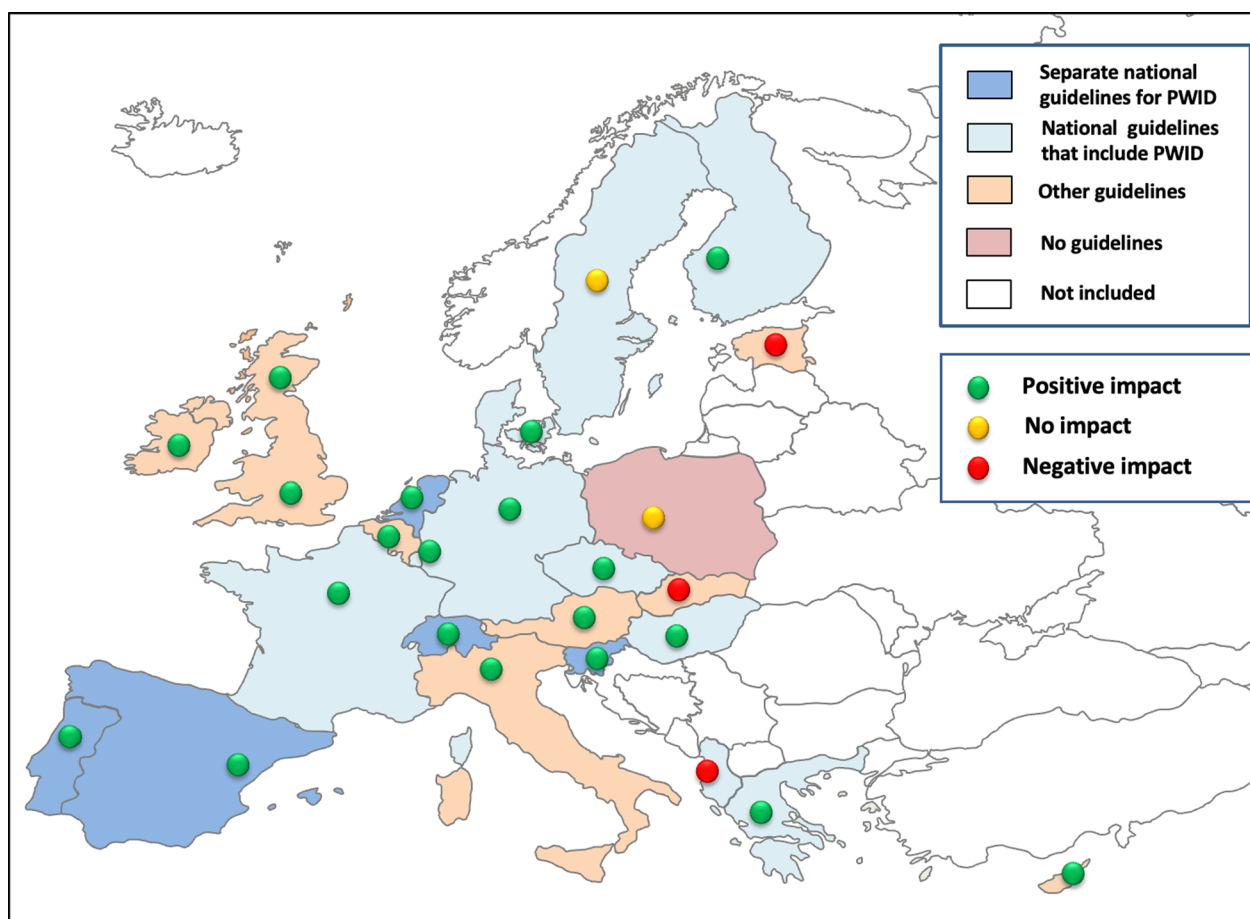 Separate national
guidelines for PWID
National guidelines
that include PWID
Other guidelines
No guidelines
Not included
Positive impact
No impact
Negative impact